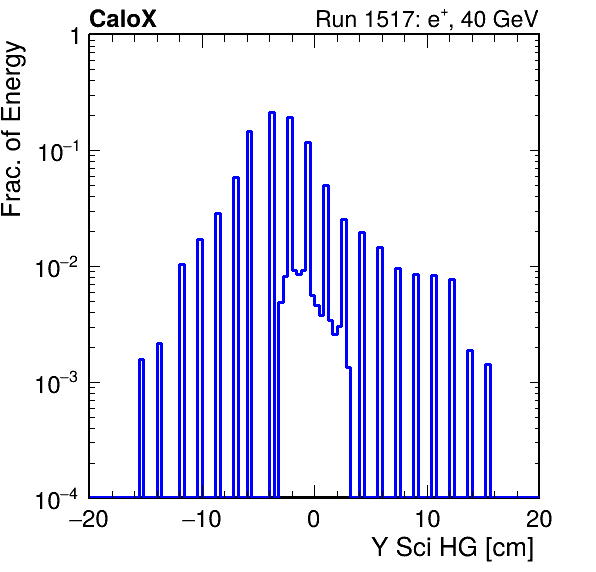 CaloX Run 1517: e⁺, 40 GeV
Frac. of Energy
1
10⁻¹
10⁻²
10⁻³
10⁻⁴
−20 −10 0 10 20
Y Sci HG [cm]